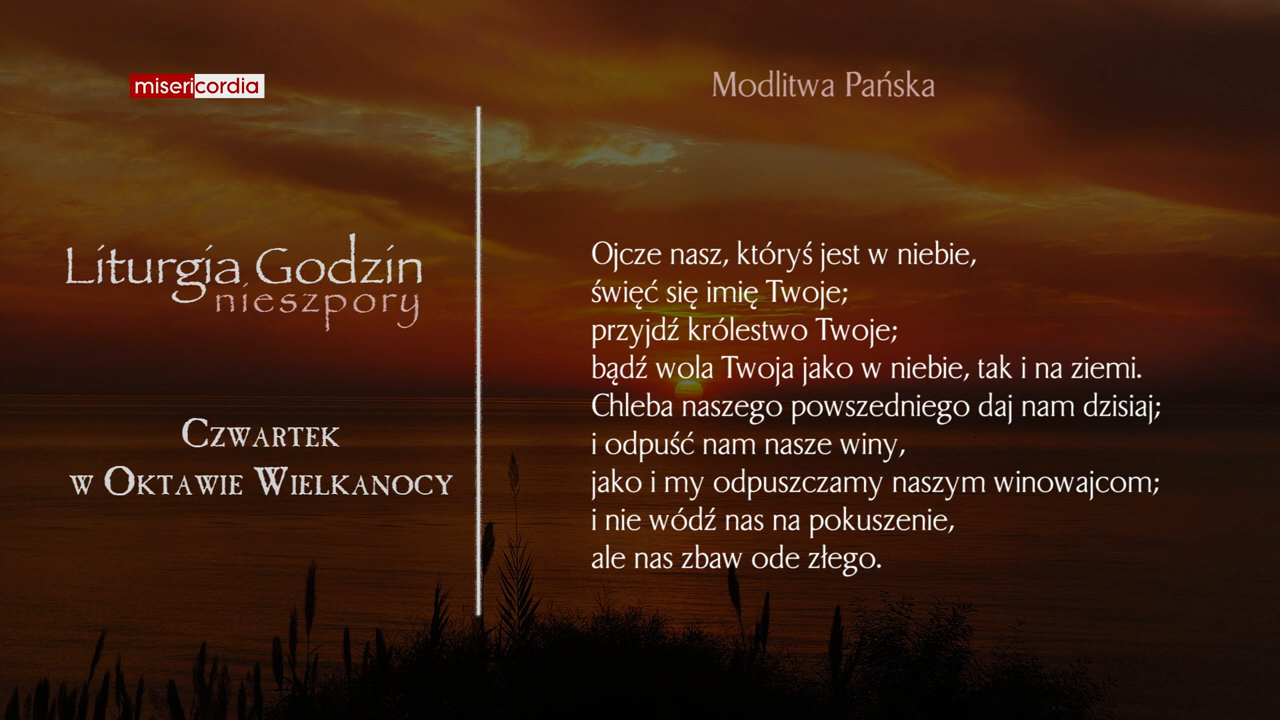 misericordia
Liturgia Godzin
nieszpory
Czwartek
w Oktawie Wielkanocy
Modlitwa Pańska
Ojcze nasz, któryś jest w niebie,
święć się imię Twoje;
przyjdź królestwo Twoje;
bądź wola Twoja jako w niebie, tak i na ziemi.
Chleba naszego powszedniego daj nam dzisiaj;
i odpuść nam nasze winy,
jako i my odpuszczamy naszym winowajcom;
i nie wódź nas na pokuszenie,
ale nas zbaw ode złego.